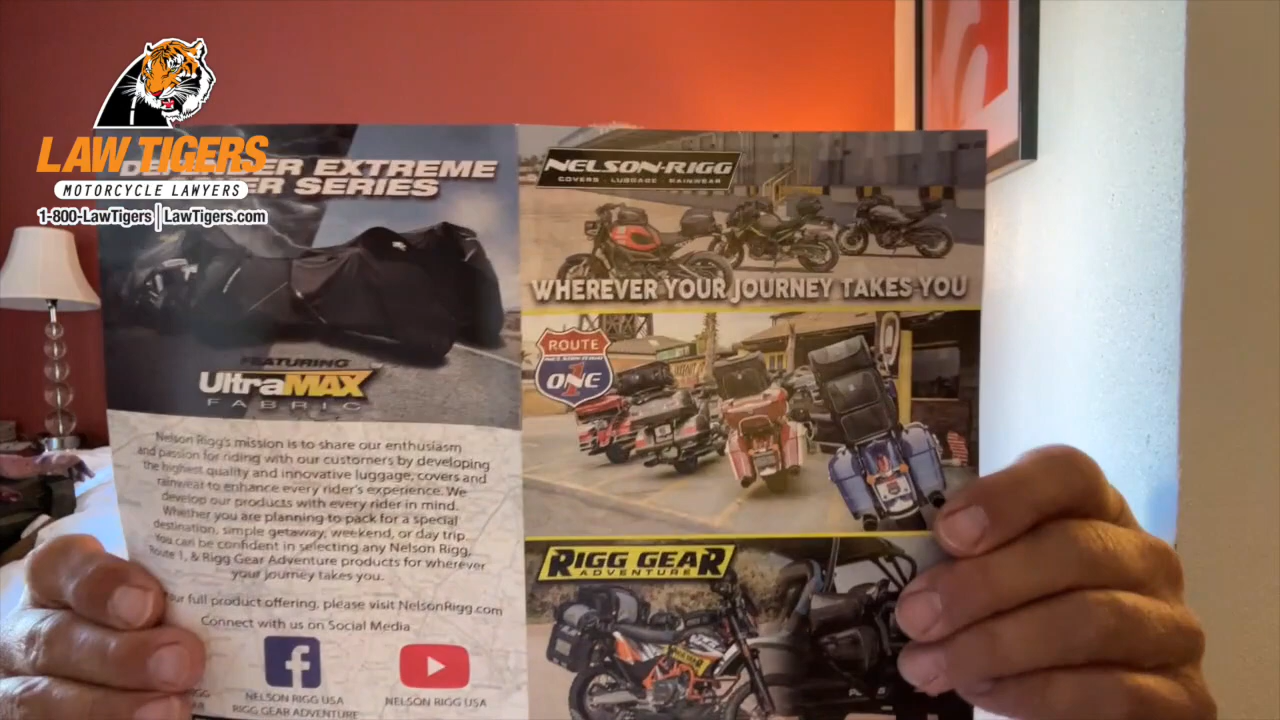 LAW TIGERS
MOTORCYCLE LAWYERS
1-800-LawTigers | LawTigers.com
EXTREME
SERIES
FEATURING
UltraMAX
FABRIC
Nelson Rigg's mission is to share our enthusiasm
and passion for riding with our customers by developing
the highest quality and innovative luggage, covers and
rainwear to enhance every rider's experience. We
develop our products with every rider in mind.
Whether you are planning to pack for a special
destination, simple getaway, weekend, or day trip.
You can be confident in selecting any Nelson Rigg,
Route 1, & Rigg Gear Adventure products for wherever
your journey takes you.
full product offering, please visit NelsonRigg.com
Connect with us on Social Media
f
NELSON RIGG USA
RIGG GEAR ADVENTURE
NELSON RIGG USA
NELSON-RIGG
COVERS · LUGGAGE · RAINWEAR
WHEREVER YOUR JOURNEY TAKES YOU
ROUTE
1
ONE
RIGG GEAR
ADVENTURE